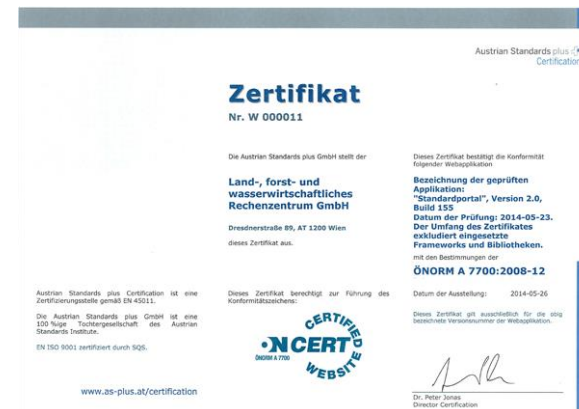 Austrian Standards plus
Certification
Zertifikat
Nr. W 000011
Die Austrian Standards plus GmbH stellt der
Land-, forst- und
wasserwirtschaftliches
Rechenzentrum GmbH
Dresdnerstraße 89, AT 1200 Wien
dieses Zertifikat aus.
Dieses Zertifikat bestätigt die Konformität
folgender Webapplikation
Bezeichnung der geprüften
Applikation:
"Standardportal", Version 2.0,
Build 155
Datum der Prüfung: 2014-05-23.
Der Umfang des Zertifikates
exkludiert eingesetzte
Frameworks und Bibliotheken.
mit den Bestimmungen der
ÖNORM A 7700:2008-12
Austrian Standards plus Certification ist eine
Zertifizierungsstelle gemäß EN 45011.
Die Austrian Standards plus GmbH ist eine
100 %ige Tochtergesellschaft des Austrian
Standards Institute.
EN ISO 9001 zertifiziert durch SQS.
www.as-plus.at/certification
Dieses Zertifikat berechtigt zur Führung des
Konformitätszeichens:
CERTIFIED
ONCERT
ÖNORM A 7700
WEBSITE
Datum der Ausstellung: 2014-05-26
Dieses Zertifikat gilt ausschließlich für die obig
bezeichnete Versionsnummer der Webapplikation.
Dr. Peter Jonas
Director Certification